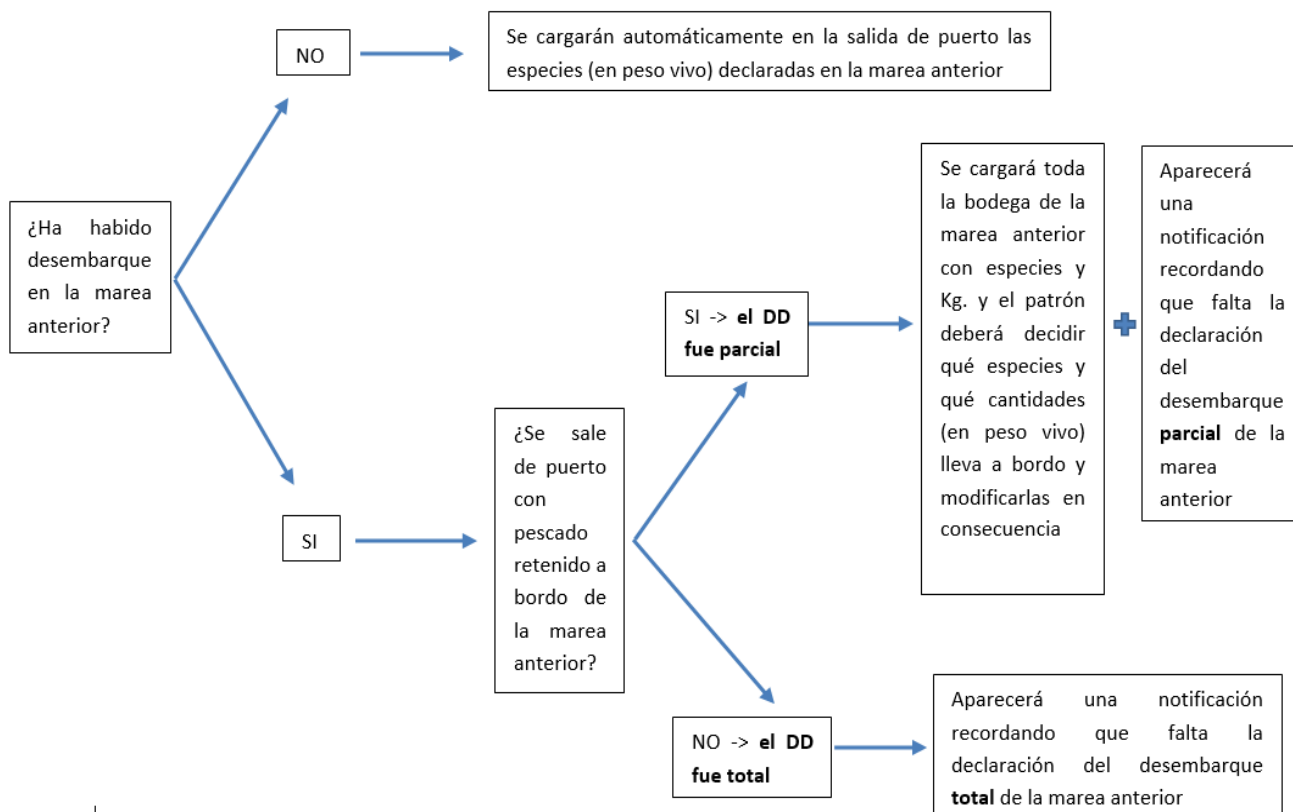 NO
Se cargarán automáticamente en la salida de puerto las
especies (en peso vivo) declaradas en la marea anterior
¿Ha habido
desembarque
en la marea
anterior?
SI
¿Se sale
de puerto
con
pescado
retenido a
bordo de
la marea
anterior?
SI -> el DD
fue parcial
Se cargará toda
la bodega de la
marea anterior
con especies y
Kg. y el patrón
deberá decidir
qué especies y
qué cantidades
(en peso vivo)
lleva a bordo y
modificarlas en
consecuencia
Aparecerá
una
notificación
recordando
que falta la
declaración
del
desembarque
parcial de la
marea
anterior
NO -> el DD
fue total
Aparecerá una notificación
recordando que falta la
declaración del desembarque
total de la marea anterior